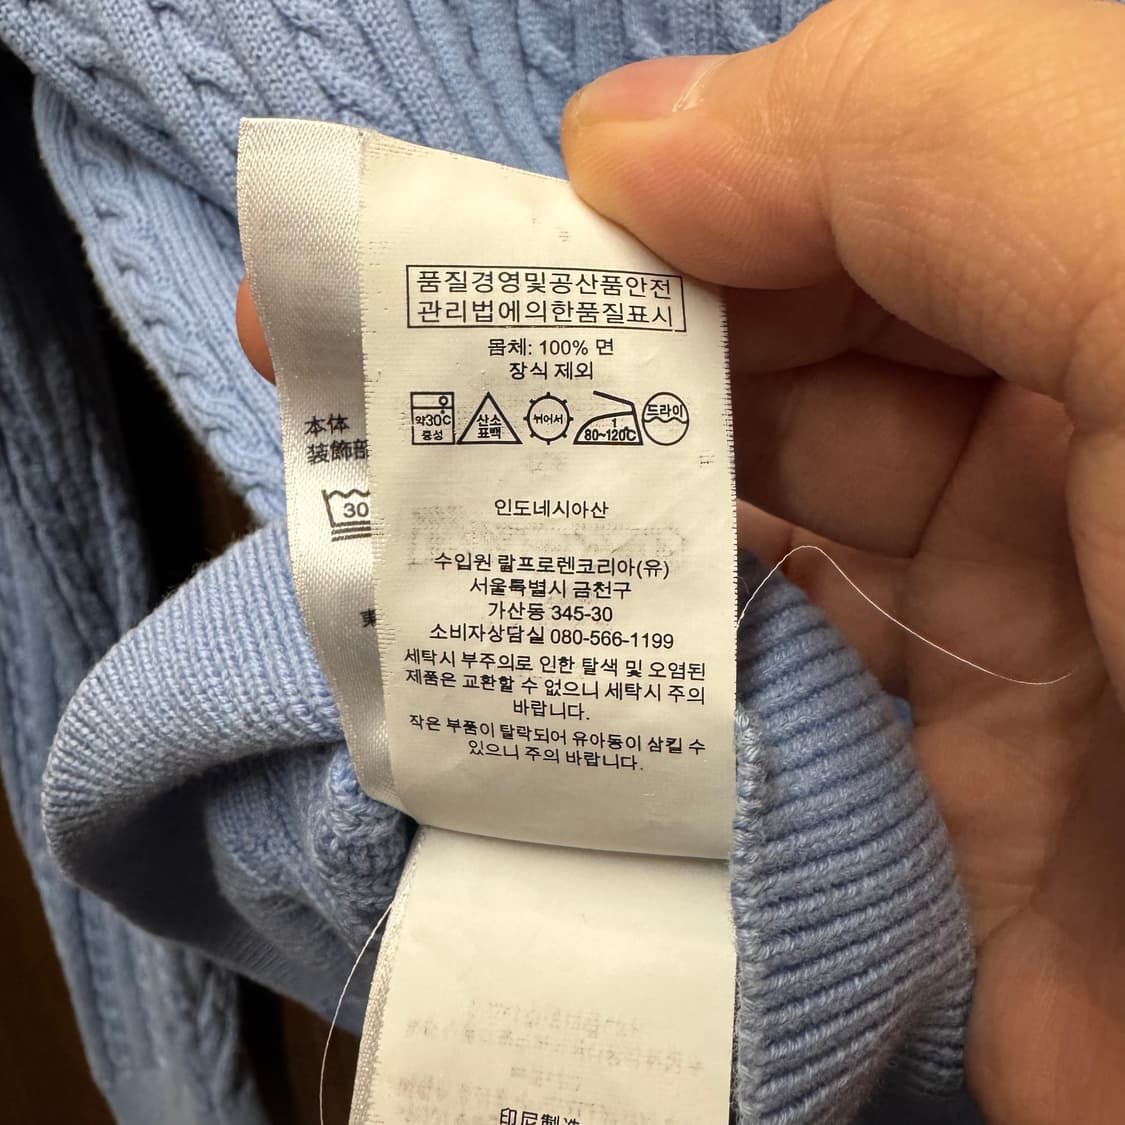 품질경영및공산품안전
관리법에의한품질표시
몸체: 100% 면
장식 제외
약30℃
중성
산소
표백
뉘어서
1
80~120℃
드라이
本体
装飾部
30
인도네시아산
수입원 랄프로렌코리아(유)
서울특별시 금천구
가산동 345-30
소비자상담실 080-566-1199
세탁시 부주의로 인한 탈색 및 오염된
제품은 교환할 수 없으니 세탁시 주의
바랍니다.
작은 부품이 탈락되어 유아동이 삼킬 수
있으니 주의 바랍니다.
印尼製造